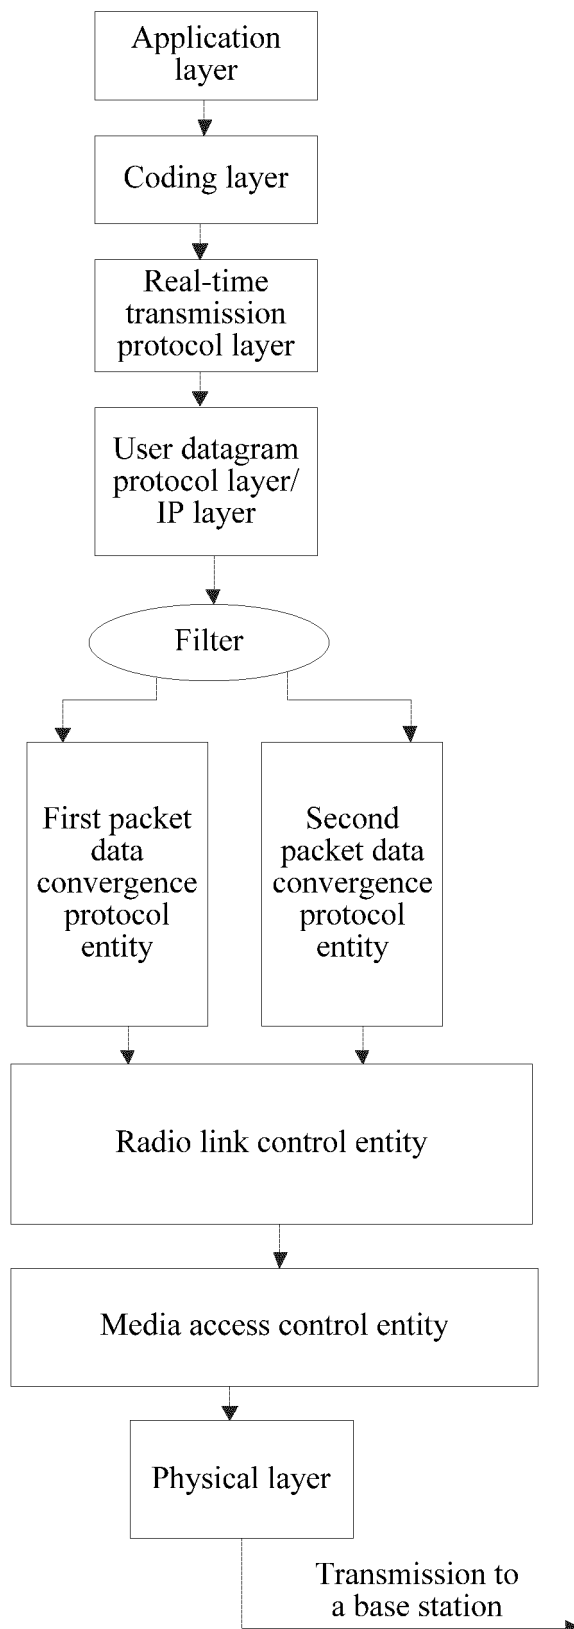 Application
layer
Coding layer
Real-time
transmission
protocol layer
User datagram
protocol layer/
IP layer
Filter
First packet
data
convergence
protocol
entity
Second
packet data
convergence
protocol
entity
Radio link control entity
Media access control entity
Physical layer
Transmission to
a base station